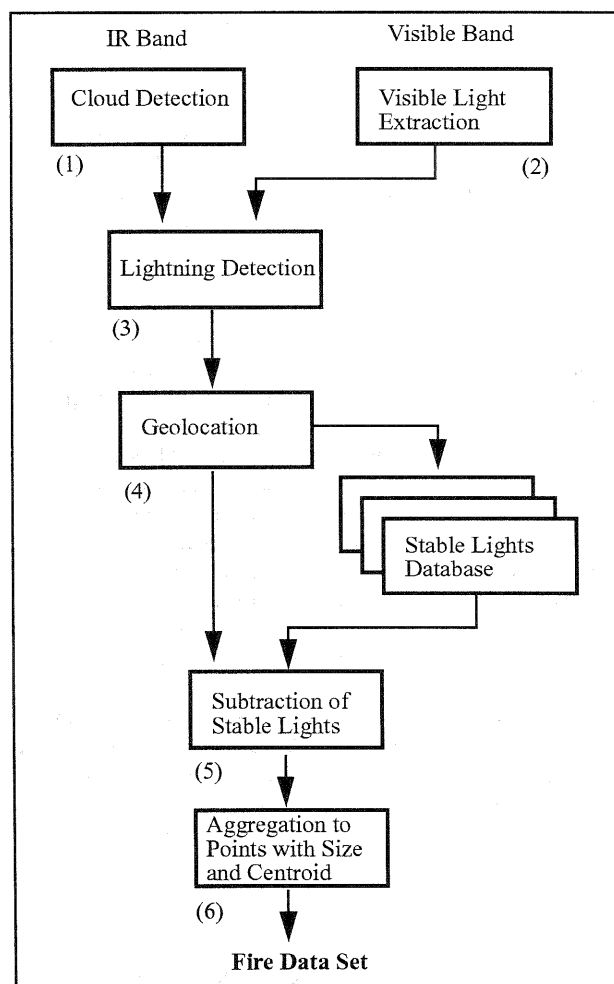 IR Band
Visible Band
Cloud Detection
Visible Light
Extraction
(1)
(2)
Lightning Detection
(3)
Geolocation
(4)
Stable Lights
Database
Subtraction of
Stable Lights
(5)
Aggregation to
Points with Size
and Centroid
(6)
Fire Data Set